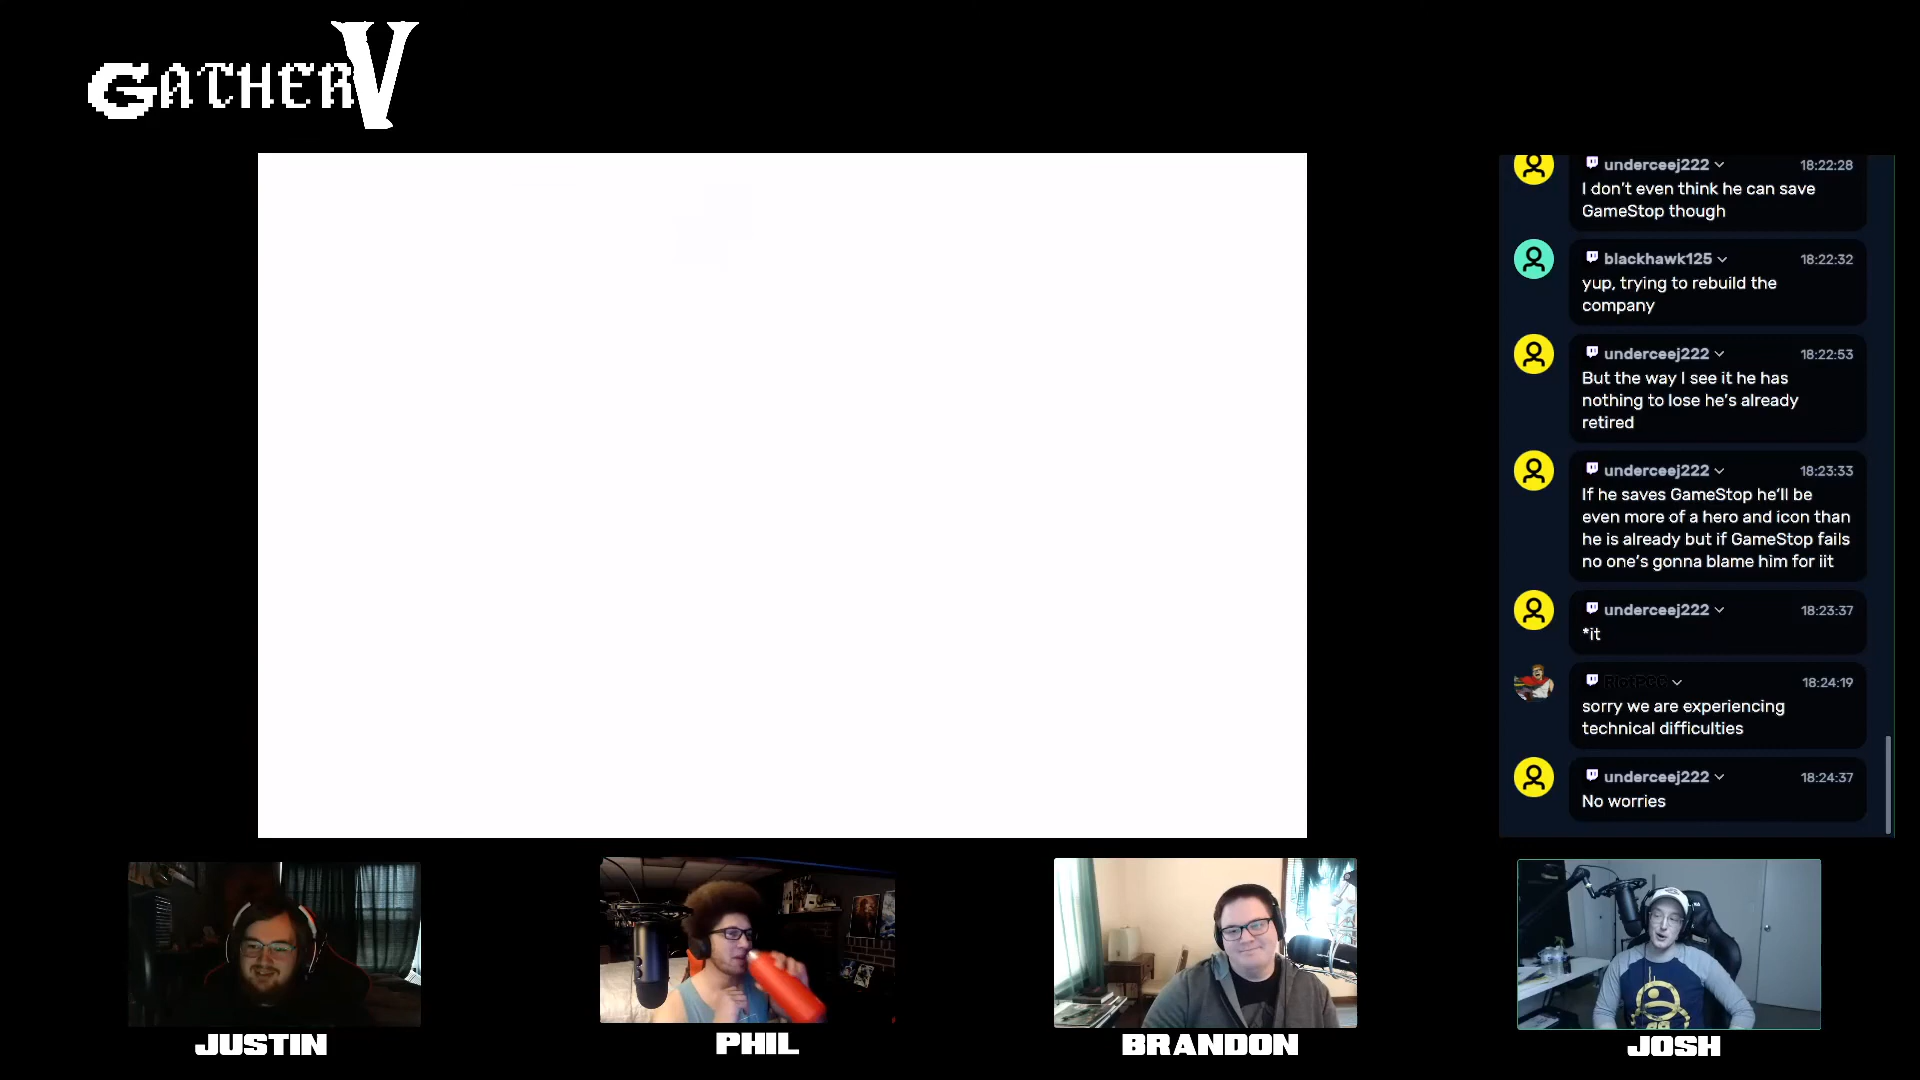 GATHERV
underceej222 18:22:28
I don't even think he can save
GameStop though
blackhawk125 18:22:32
yup, trying to rebuild the
company
underceej222 18:22:53
But the way I see it he has
nothing to lose he's already
retired
underceej222 18:23:33
If he saves GameStop he'll be
even more of a hero and icon than
he is already but if GameStop fails
no one's gonna blame him for iit
underceej222 18:23:37
*it
18:24:19
sorry we are experiencing
technical difficulties
underceej222 18:24:37
No worries
JUSTIN
PHIL
BRANDON
JOSH